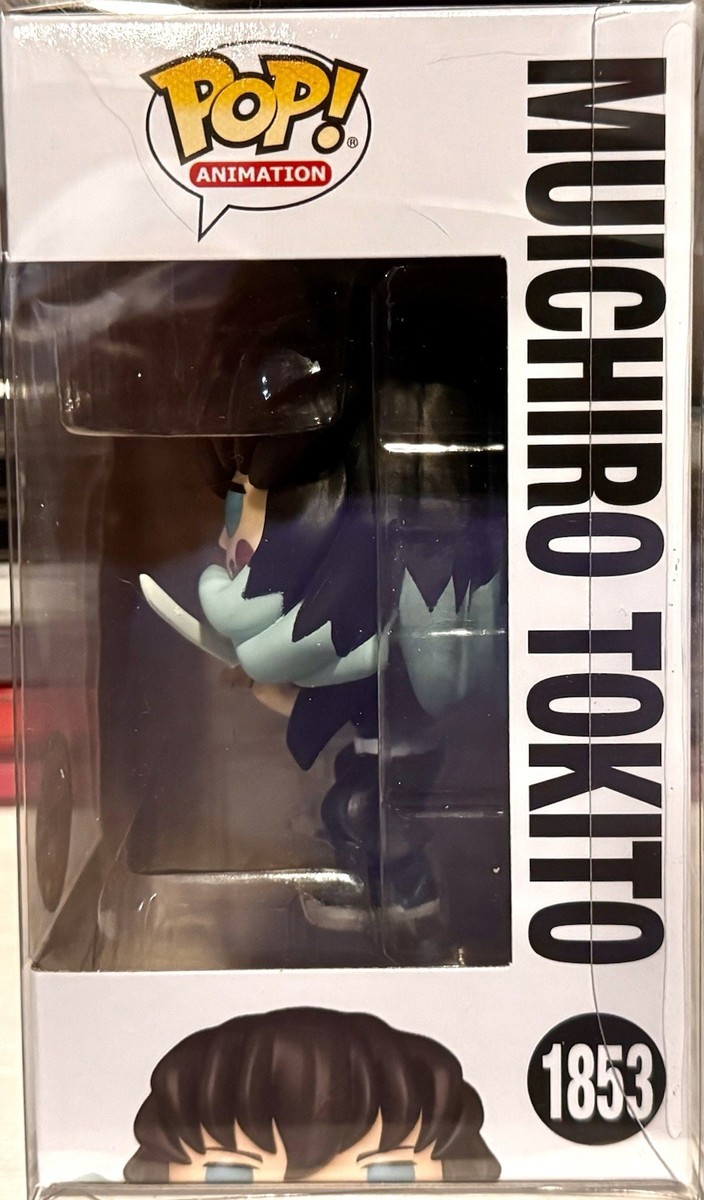 POP!®
ANIMATION
MUICHIRO TOKITO
1853